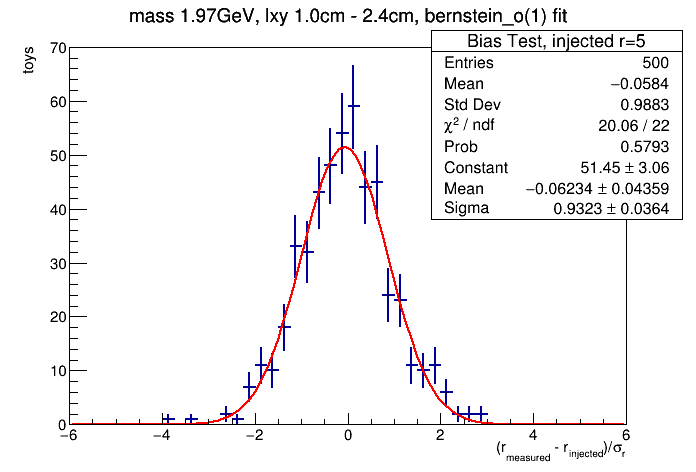 mass 1.97GeV, lxy 1.0cm - 2.4cm, bernstein_o(1) fit
toys
Bias Test, injected r=5
Entries 500
Mean −0.0584
Std Dev 0.9883
χ² / ndf 20.06 / 22
Prob 0.5793
Constant 51.45 ± 3.06
Mean −0.06234 ± 0.04359
Sigma 0.9323 ± 0.0364
70
60
50
40
30
20
10
0
−6 −4 −2 0 2 4 6
(r_measured - r_injected)/σ_r